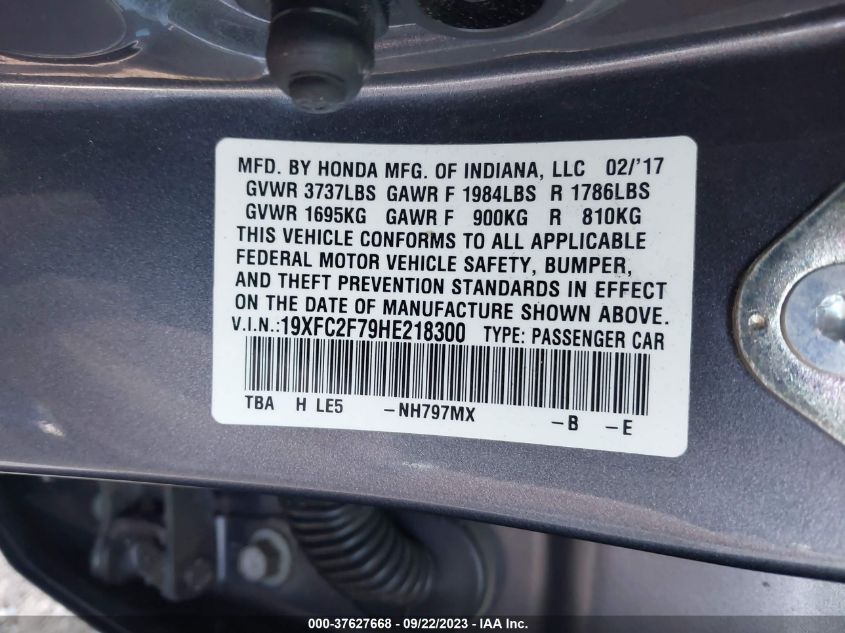 MFD. BY HONDA MFG. OF INDIANA, LLC 02/'17
GVWR 3737LBS GAWR F 1984LBS R 1786LBS
GVWR 1695KG GAWR F 900KG R 810KG
THIS VEHICLE CONFORMS TO ALL APPLICABLE
FEDERAL MOTOR VEHICLE SAFETY, BUMPER,
AND THEFT PREVENTION STANDARDS IN EFFECT
ON THE DATE OF MANUFACTURE SHOWN ABOVE.
V.I.N.:19XFC2F79HE218300 TYPE: PASSENGER CAR
TBA H LE5 -NH797MX -B -E
000-37627668 - 09/22/2023 - IAA Inc.